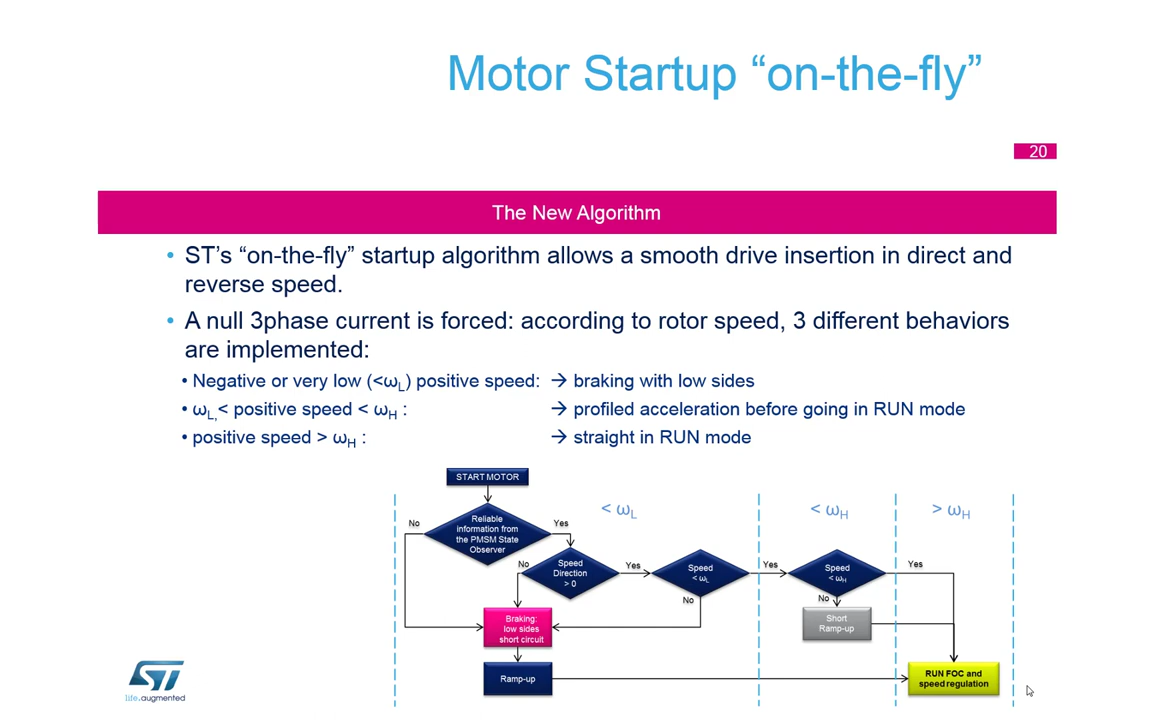 Motor Startup “on-the-fly”
20
The New Algorithm
• ST’s “on-the-fly” startup algorithm allows a smooth drive insertion in direct and
reverse speed.
• A null 3phase current is forced: according to rotor speed, 3 different behaviors
are implemented:
• Negative or very low (<ωL) positive speed: → braking with low sides
• ωL,< positive speed < ωH : → profiled acceleration before going in RUN mode
• positive speed > ωH : → straight in RUN mode
START MOTOR
< ωL
< ωH
> ωH
No
Reliable
information from
the PMSM State
Observer
Yes
No
Speed
Direction
> 0
Yes
Speed
< ωL
No
Yes
Speed
< ωH
No
Yes
Braking:
low sides
short circuit
Short
Ramp-up
Ramp-up
RUN FOC and
speed regulation
ST
life.augmented